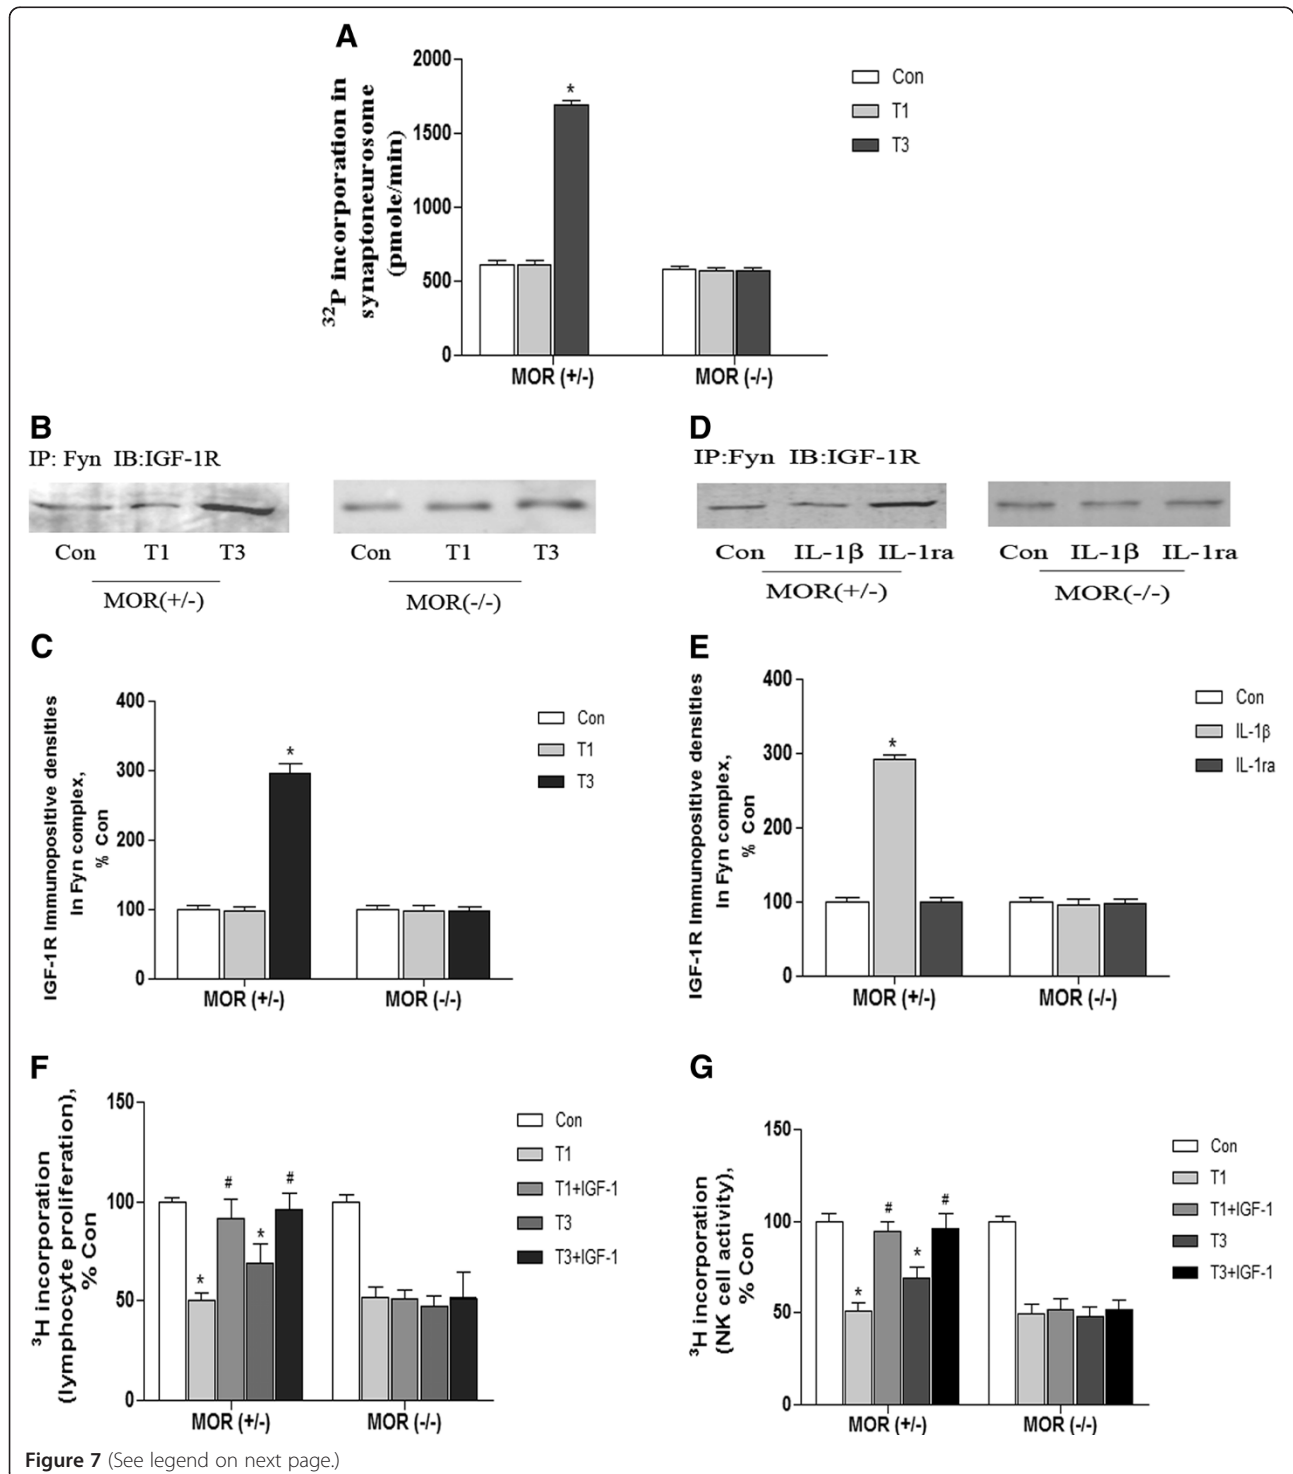 A
2000
1500
1000
500
0
32P incorporation in
synaptoneurosome
(pmole/min)
*
MOR (+/-)
MOR (-/-)
Con
T1
T3
B
IP: Fyn IB:IGF-1R
Con T1 T3
MOR(+/-)
Con T1 T3
MOR(-/-)
D
IP:Fyn IB:IGF-1R
Con IL-1β IL-1ra
MOR(+/-)
Con IL-1β IL-1ra
MOR(-/-)
C
IGF-1R Immunopositive densities
In Fyn complex,
% Con
400
300
200
100
0
*
MOR (+/-)
MOR (-/-)
Con
T1
T3
E
IGF-1R Immunopositive densities
In Fyn complex,
% Con
400
300
200
100
0
*
MOR (+/-)
MOR (-/-)
Con
IL-1β
IL-1ra
F
3H incorporation
(lymphocyte proliferation),
% Con
150
100
50
0
* # * #
MOR (+/-)
MOR (-/-)
Con
T1
T1+IGF-1
T3
T3+IGF-1
G
3H incorporation
(NK cell activity),
% Con
150
100
50
0
* # * #
MOR (+/-)
MOR (-/-)
Con
T1
T1+IGF-1
T3
T3+IGF-1
Figure 7 (See legend on next page.)